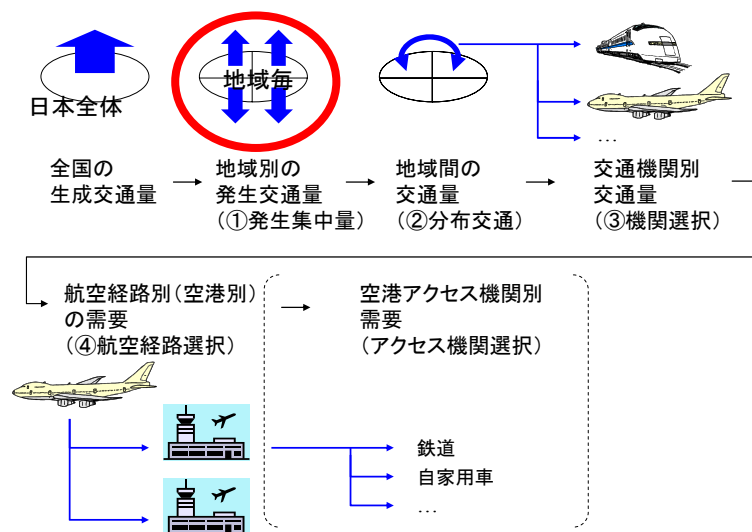 日本全体
地域毎
…
全国の
生成交通量
地域別の
発生交通量
（①発生集中量）
地域間の
交通量
（②分布交通）
交通機関別
交通量
（③機関選択）
航空経路別（空港別）
の需要
（④航空経路選択）
空港アクセス機関別
需要
（アクセス機関選択）
鉄道
自家用車
…